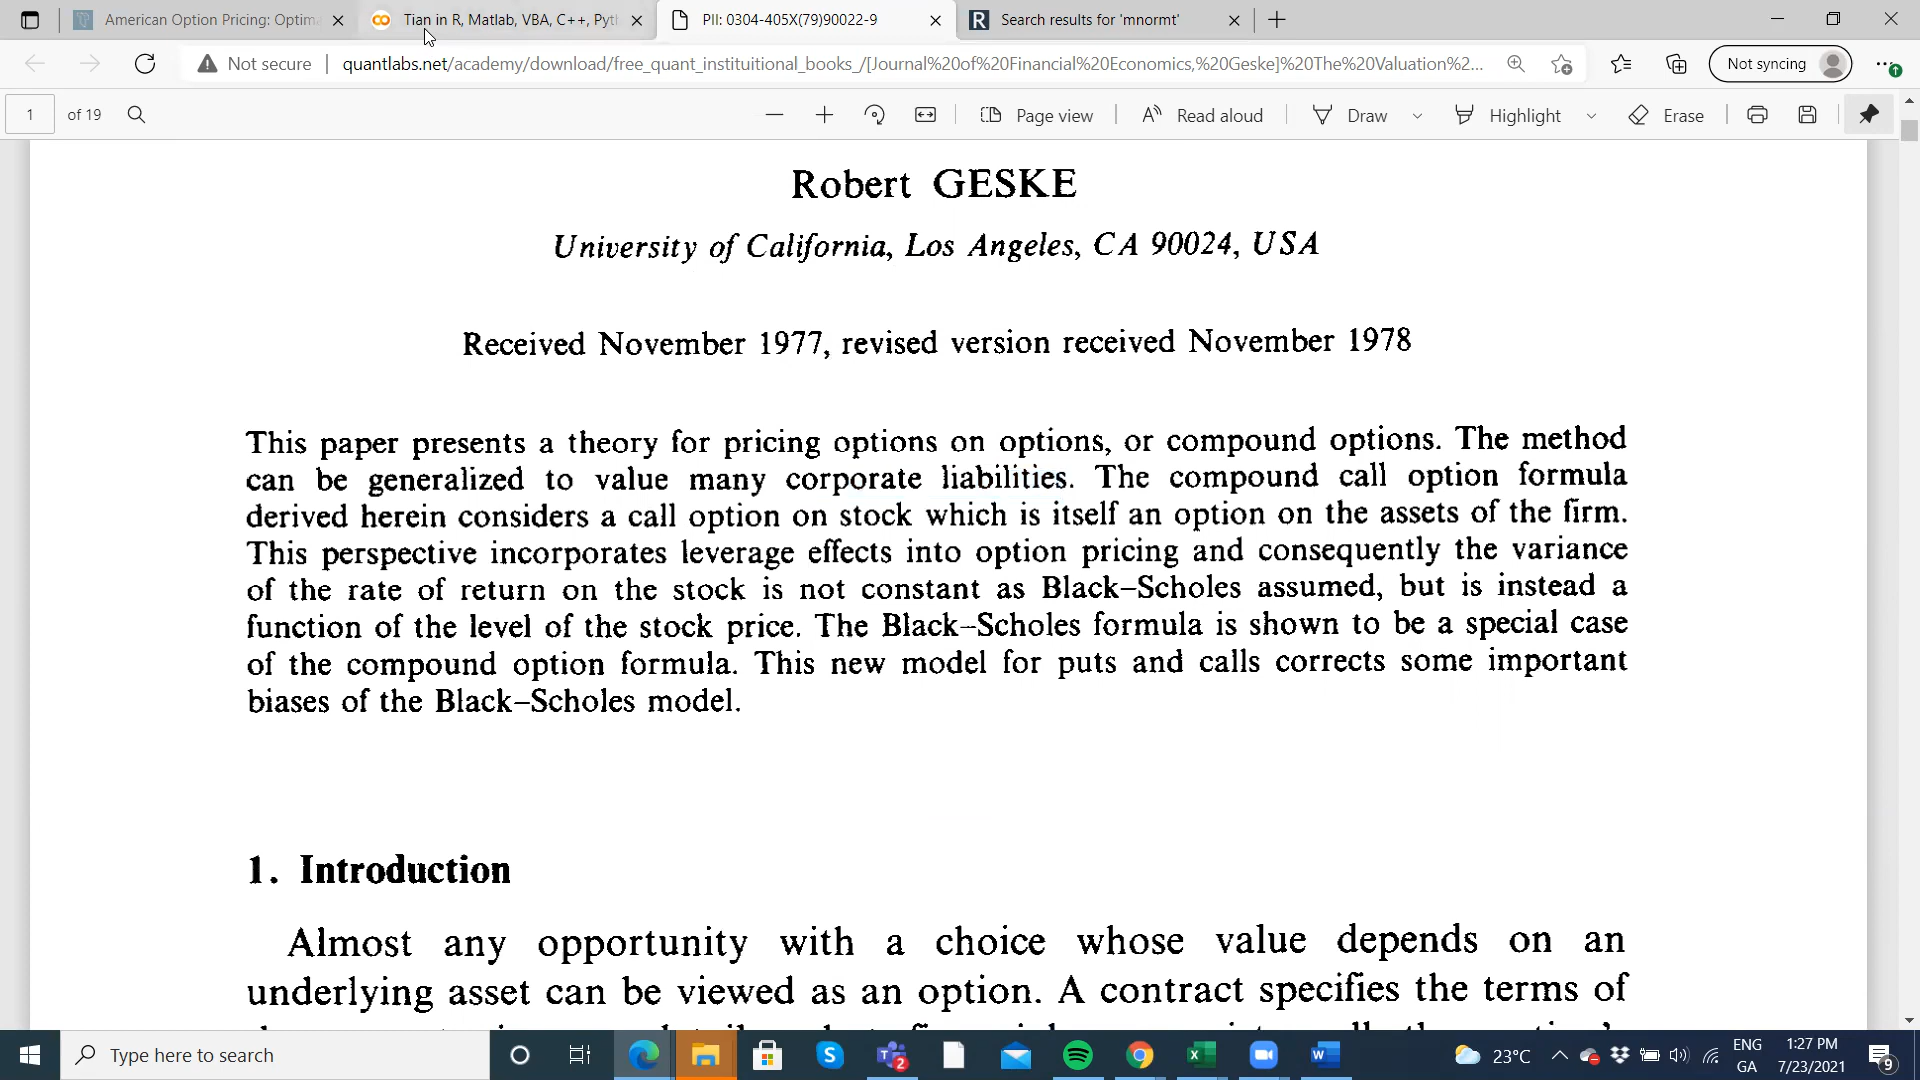 American Option Pricing: Optima
Tian in R, Matlab, VBA, C++, Pyth
PII: 0304-405X(79)90022-9
Search results for 'mnormt'
Not secure
quantlabs.net/academy/download/free_quant_instituitional_books_/[Journal%20of%20Financial%20Economics,%20Geske]%20The%20Valuation%2...
Not syncing
1 of 19
Page view
Read aloud
Draw
Highlight
Erase
Robert GESKE
University of California, Los Angeles, CA 90024, USA
Received November 1977, revised version received November 1978
This paper presents a theory for pricing options on options, or compound options. The method
can be generalized to value many corporate liabilities. The compound call option formula
derived herein considers a call option on stock which is itself an option on the assets of the firm.
This perspective incorporates leverage effects into option pricing and consequently the variance
of the rate of return on the stock is not constant as Black–Scholes assumed, but is instead a
function of the level of the stock price. The Black–Scholes formula is shown to be a special case
of the compound option formula. This new model for puts and calls corrects some important
biases of the Black–Scholes model.
1. Introduction
Almost any opportunity with a choice whose value depends on an
underlying asset can be viewed as an option. A contract specifies the terms of
Type here to search
2
23°C
ENG
GA
1:27 PM
7/23/2021
9